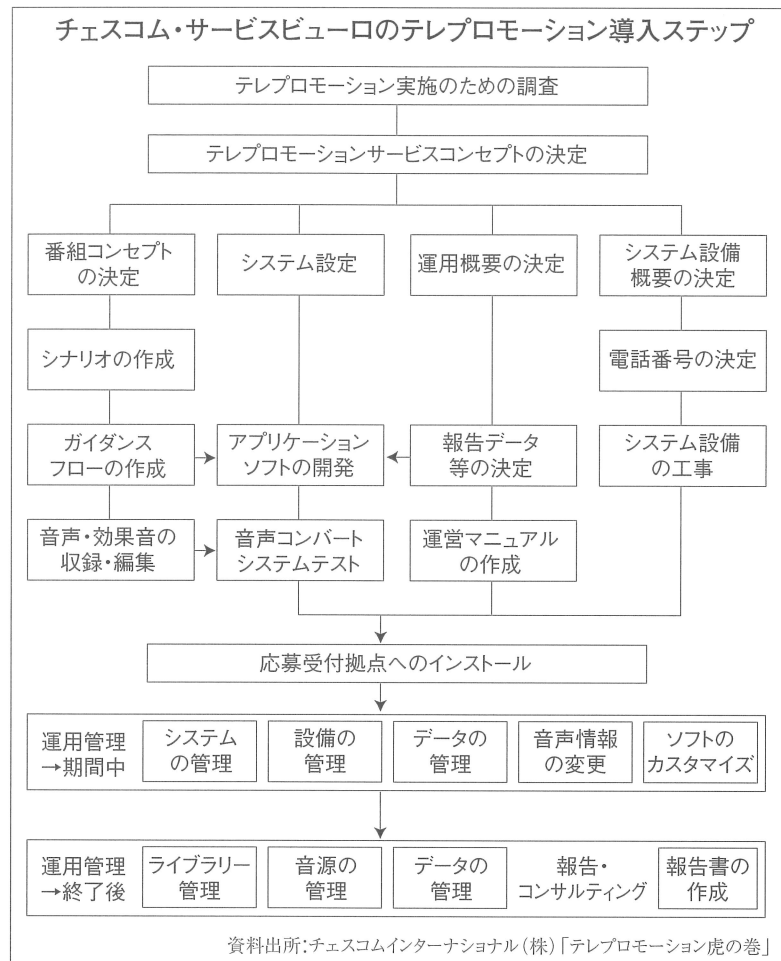 チェスコム・サービスビューロのテレプロモーション導入ステップ
テレプロモーション実施のための調査
テレプロモーションサービスコンセプトの決定
番組コンセプト
の決定
システム設定
運用概要の決定
システム設備
概要の決定
シナリオの作成
電話番号の決定
ガイダンス
フローの作成
アプリケーション
ソフトの開発
報告データ
等の決定
システム設備
の工事
音声・効果音の
収録・編集
音声コンバート
システムテスト
運営マニュアル
の作成
応募受付拠点へのインストール
運用管理
→期間中
システム
の管理
設備の
管理
データの
管理
音声情報
の変更
ソフトの
カスタマイズ
運用管理
→終了後
ライブラリー
管理
音源の
管理
データの
管理
報告・
コンサルティング
報告書の
作成
資料出所:チェスコムインターナショナル(株)「テレプロモーション虎の巻」